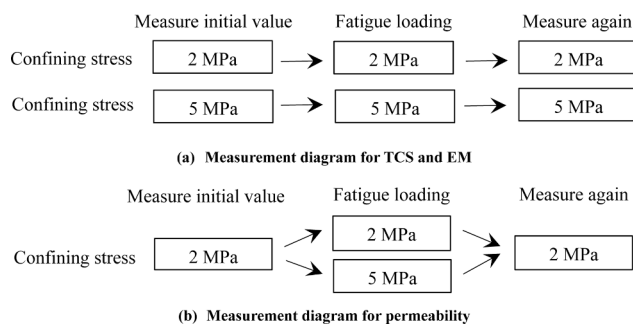 Measure initial value Fatigue loading Measure again
Confining stress 2 MPa 2 MPa 2 MPa
Confining stress 5 MPa 5 MPa 5 MPa
(a) Measurement diagram for TCS and EM
Measure initial value Fatigue loading Measure again
2 MPa
Confining stress 2 MPa 2 MPa
5 MPa
(b) Measurement diagram for permeability